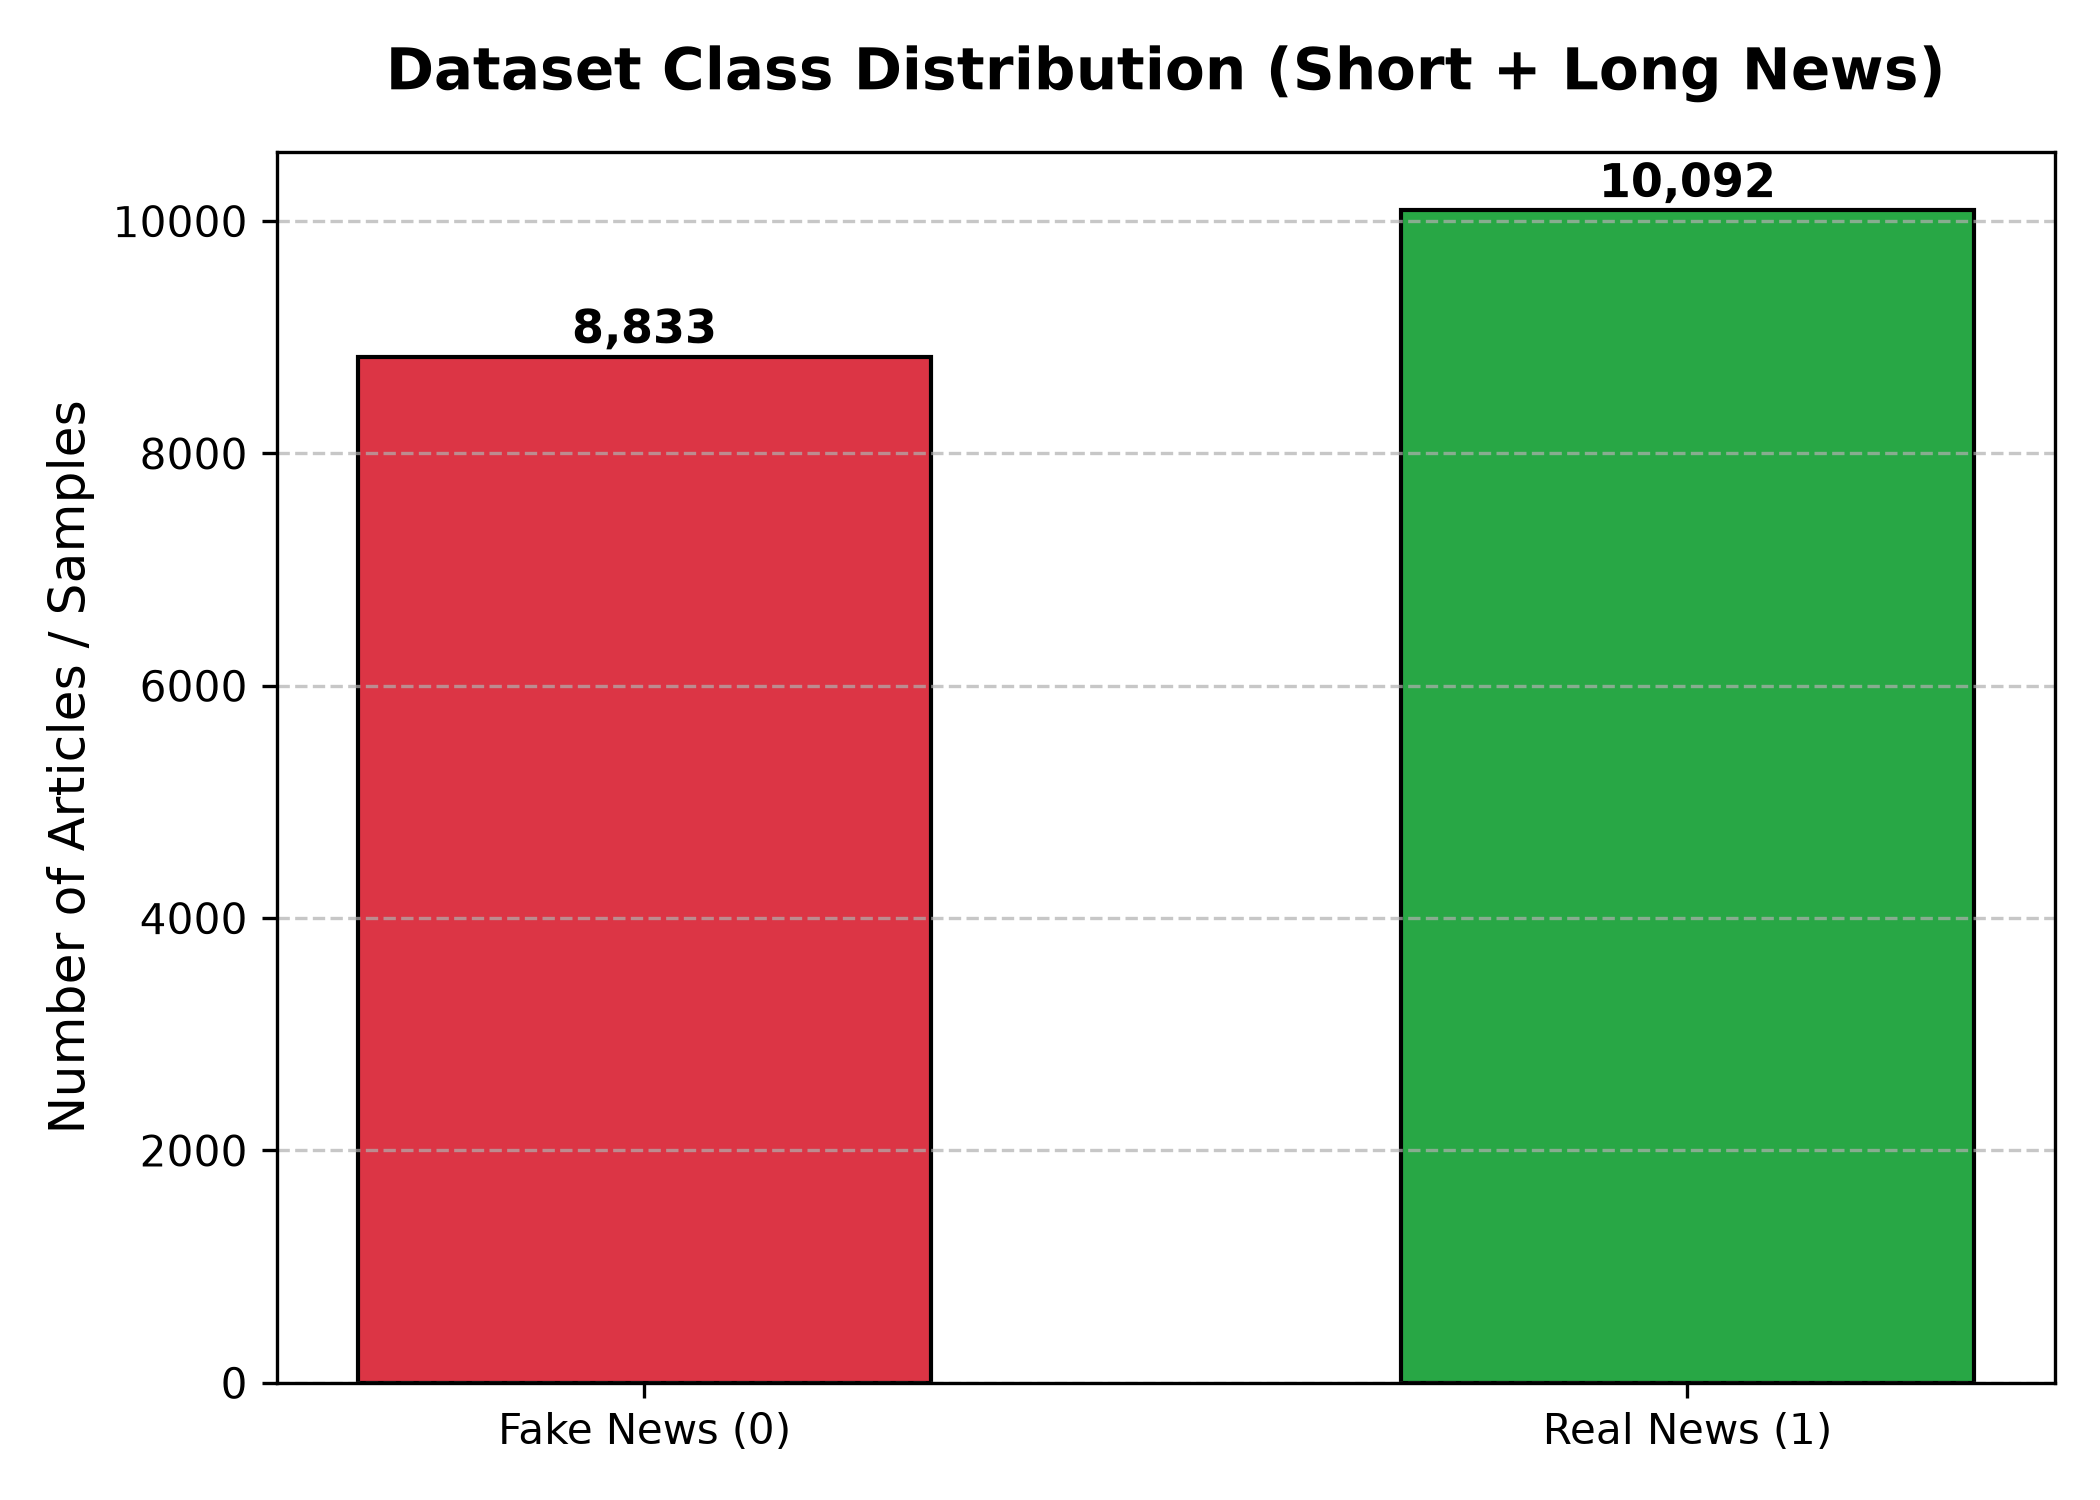 Dataset Class Distribution (Short + Long News)
Number of Articles / Samples
10000
8000
6000
4000
2000
0
8,833
10,092
Fake News (0)
Real News (1)